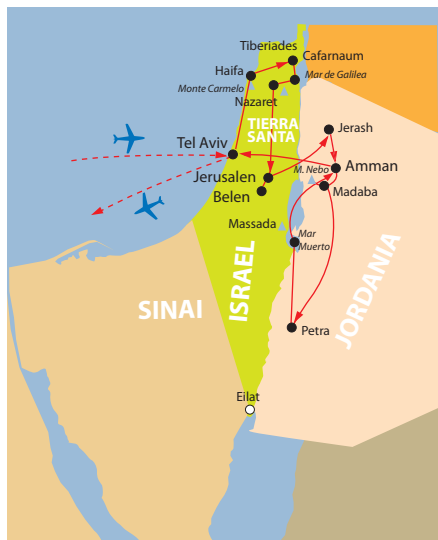 Tiberiades
Cafarnaum
Haifa
Mar de Galilea
Monte Carmelo
Nazaret
TIERRA
SANTA
Jerash
Tel Aviv
M. Nebo
Amman
Jerusalen
Madaba
Belen
Massada
Mar
Muerto
SINAI
ISRAEL
JORDANIA
Petra
Eilat